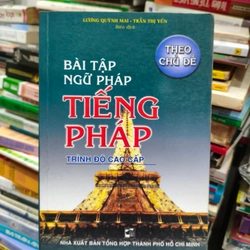 LƯƠNG QUỲNH MAI - TRẦN THỊ YẾN
Biên dịch
THEO
CHỦ ĐỀ
BÀI TẬP
NGỮ PHÁP
TIẾNG
PHÁP
TRÌNH ĐỘ CAO CẤP
NHÀ XUẤT BẢN TỔNG HỢP THÀNH PHỐ HỒ CHÍ MINH